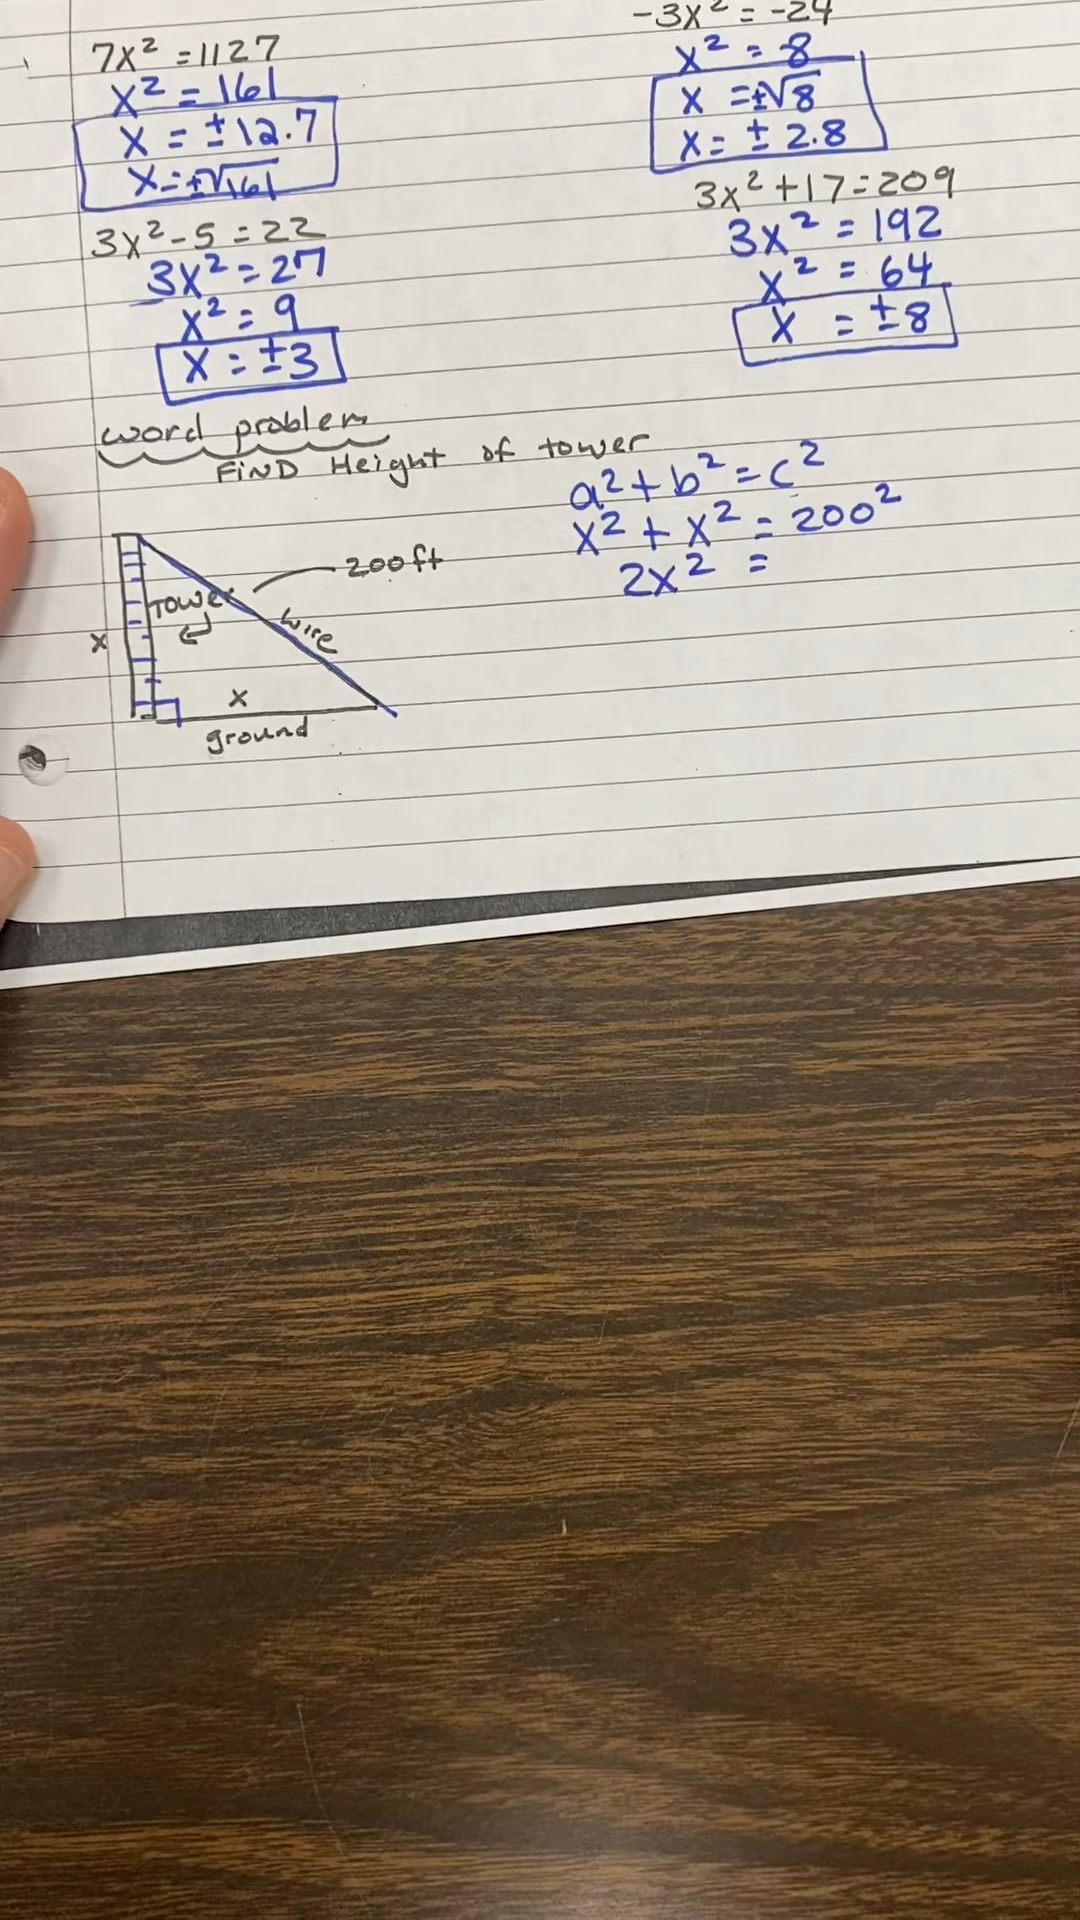 7x² = 1127
x² = 161
x = ± 12.7
x = ±√161
-3x² = -24
x² = 8
x = ±√8
x = ± 2.8
3x² - 5 = 22
3x² = 27
x² = 9
x = ±3
3x² + 17 = 209
3x² = 192
x² = 64
x = ±8
word problem
FIND Height of tower
a² + b² = c²
x² + x² = 200²
2x² =
200ft
Tower
wire
x
x
ground